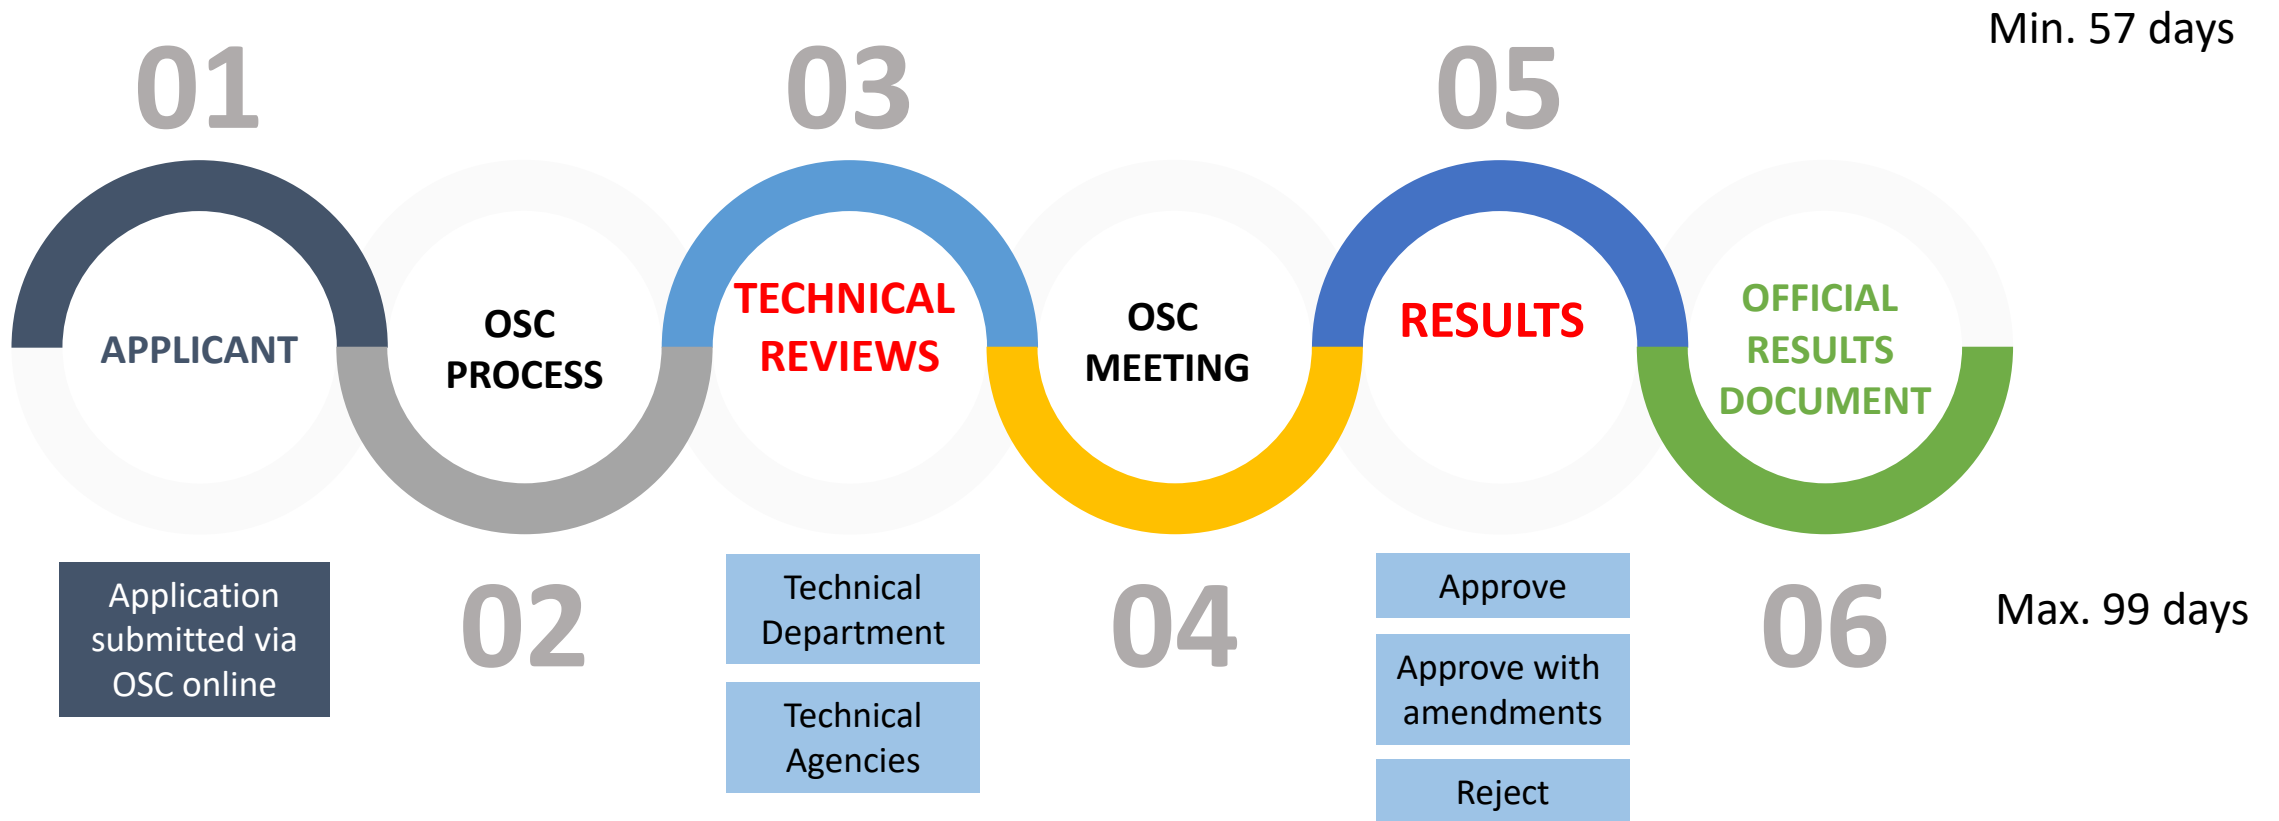 Min. 57 days
01
03
05
APPLICANT
OSC
PROCESS
TECHNICAL
REVIEWS
OSC
MEETING
RESULTS
OFFICIAL
RESULTS
DOCUMENT
Application
submitted via
OSC online
02
Technical
Department
Technical
Agencies
04
Approve
Approve with
amendments
Reject
06
Max. 99 days